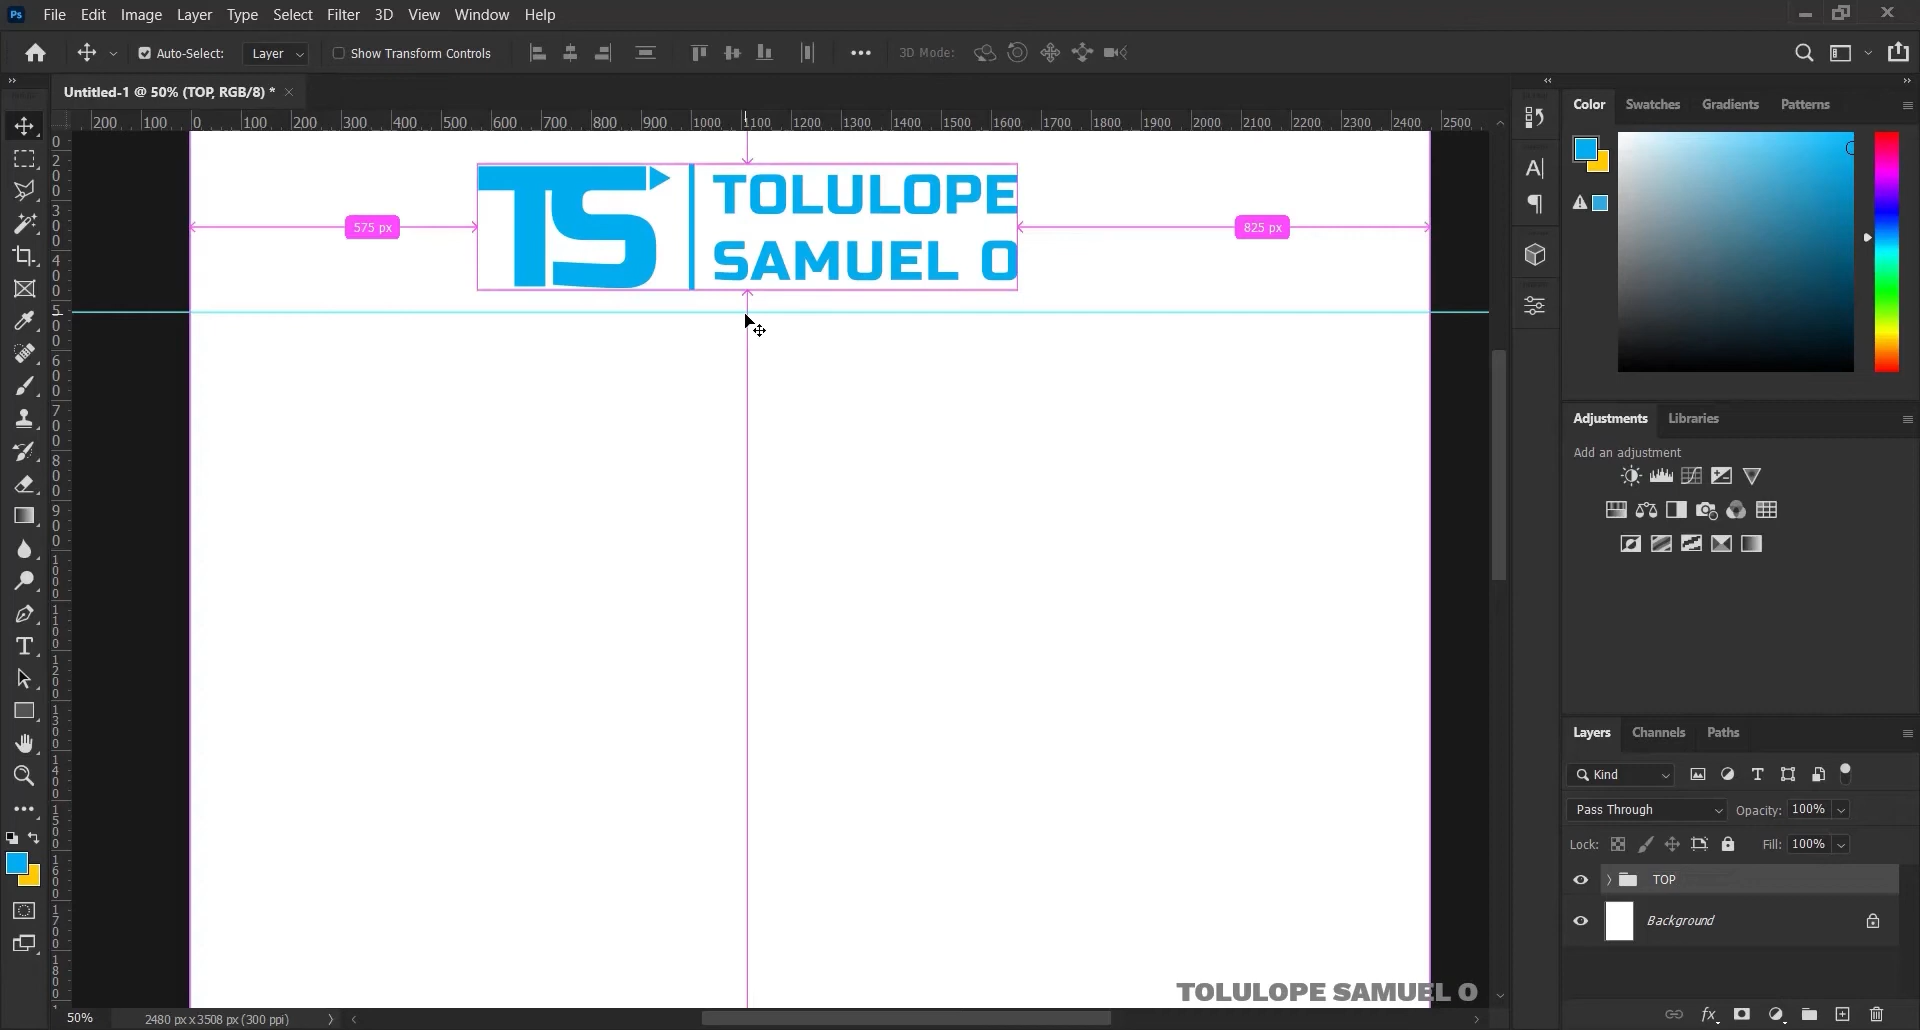 Ps File Edit Image Layer Type Select Filter 3D View Window Help
Auto-Select: Layer Show Transform Controls 3D Mode:
Untitled-1 @ 50% (TOP, RGB/8) *
200 100 0 100 200 300 400 500 600 700 800 900 1000 1100 1200 1300 1400 1500 1600 1700 1800 1900 2000 2100 2200 2300 2400 2500
TS TOLULOPE
SAMUEL O
575 px
825 px
Color Swatches Gradients Patterns
Adjustments Libraries
Add an adjustment
Layers Channels Paths
Kind
Pass Through Opacity: 100%
Lock: Fill: 100%
TOP
Background
TOLULOPE SAMUEL O
50% 2480 px x 3508 px (300 ppi)